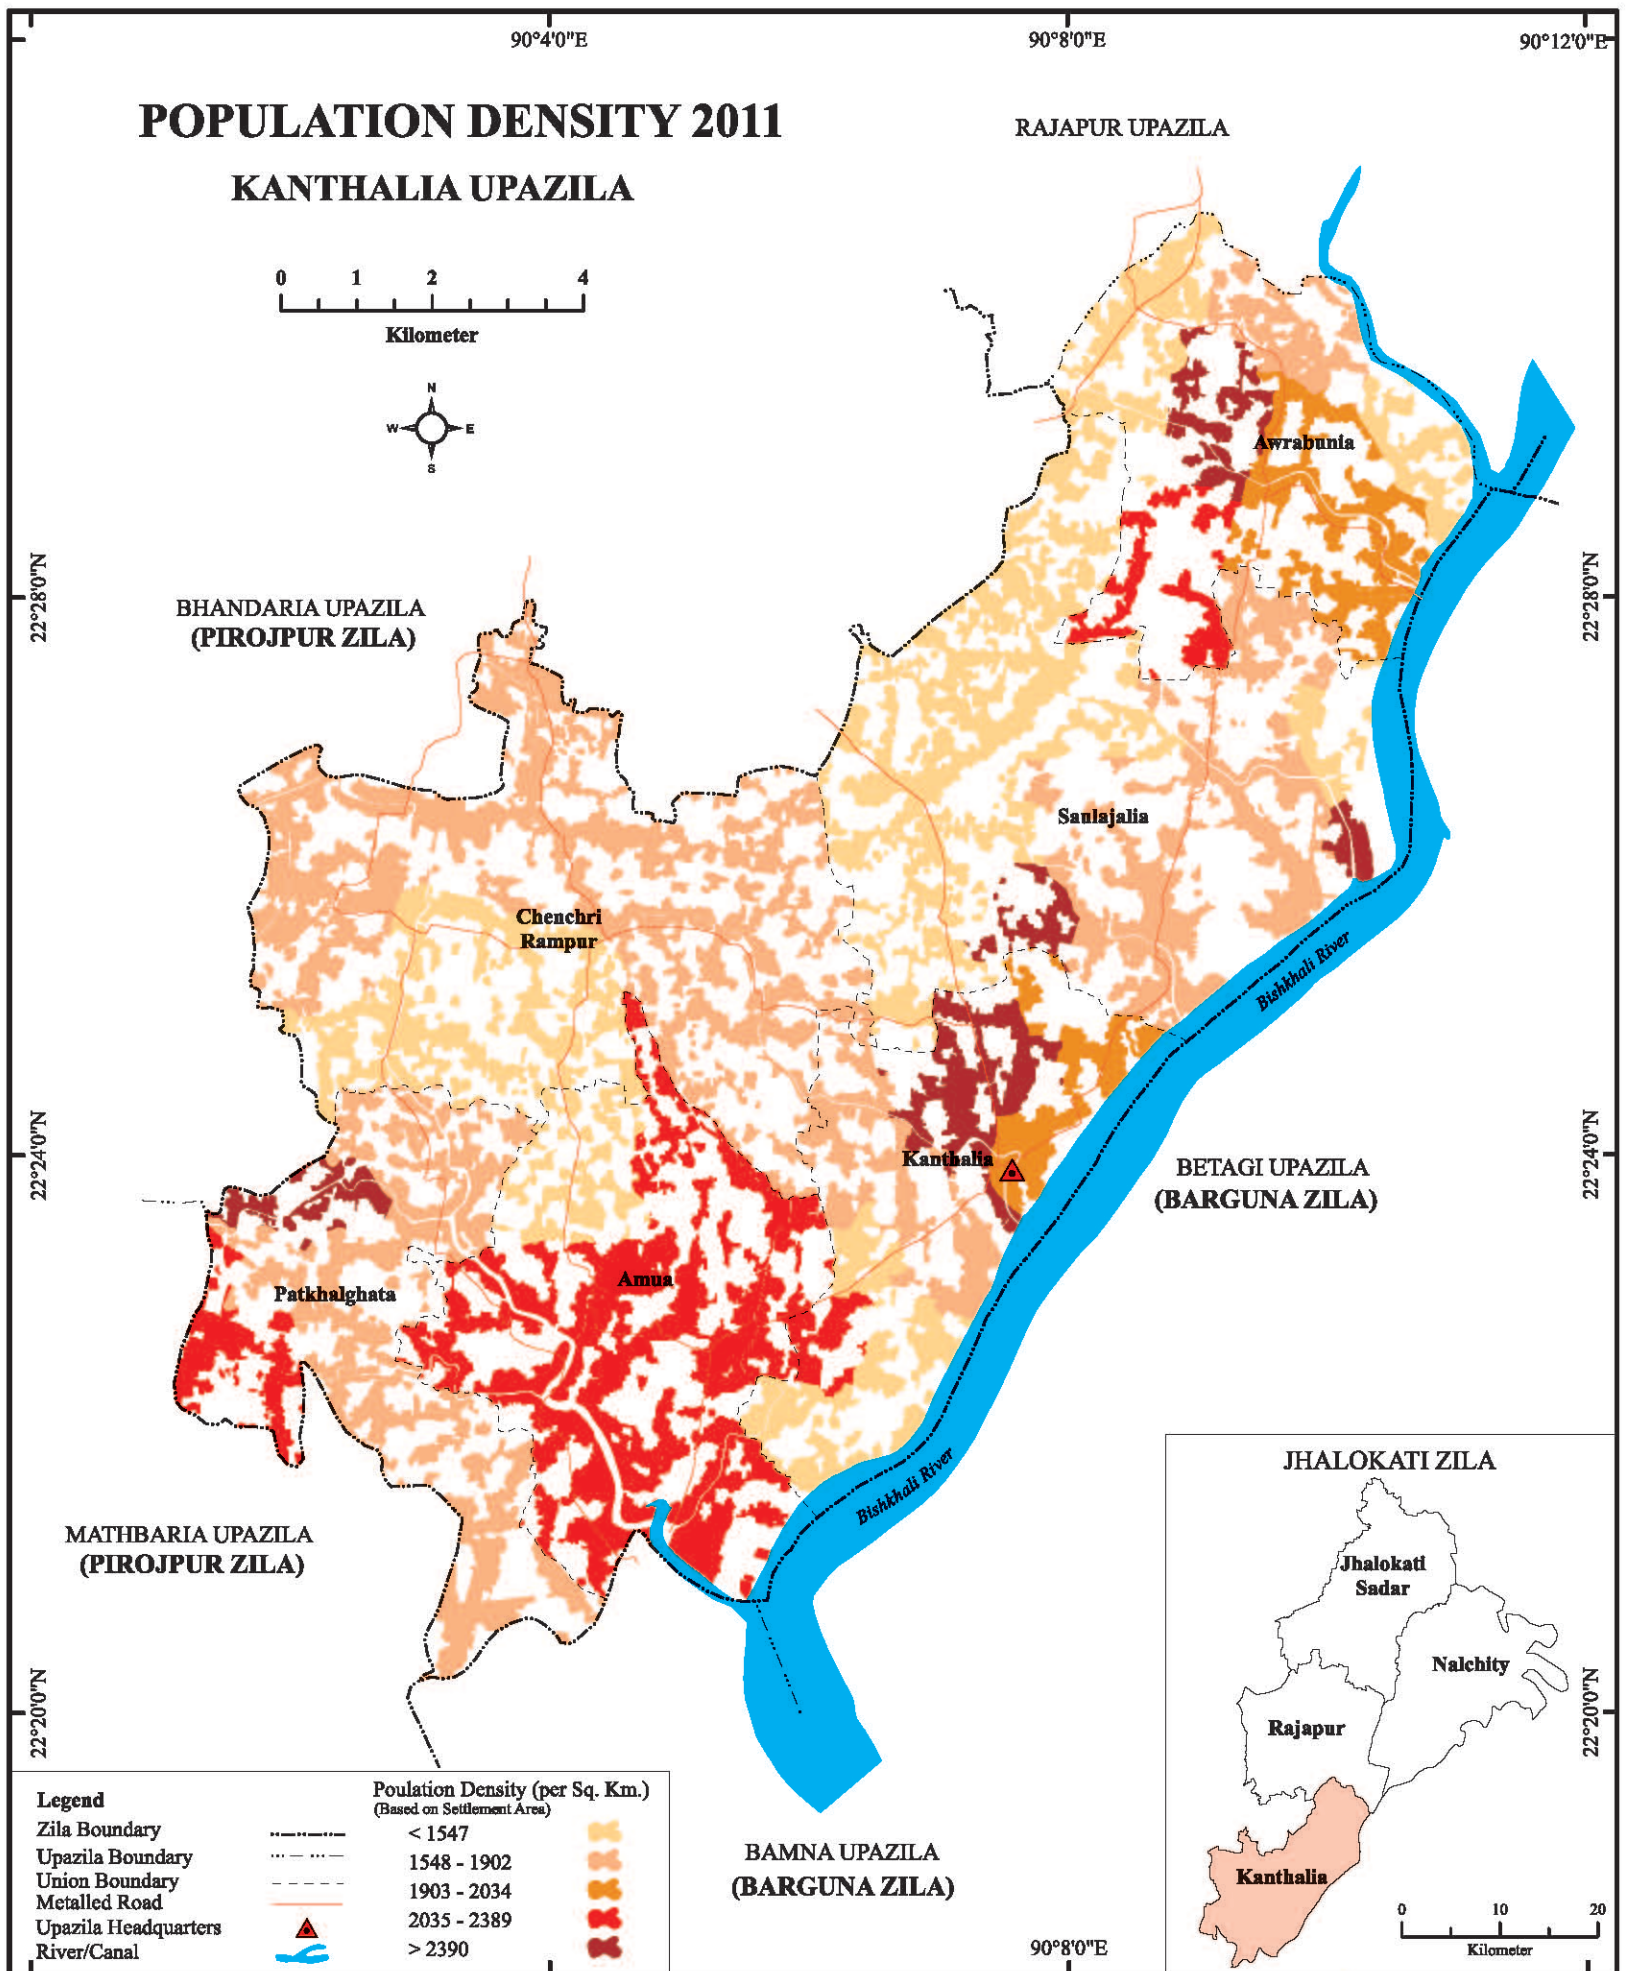 90°4'0"E
90°8'0"E
90°12'0"E
POPULATION DENSITY 2011
KANTHALIA UPAZILA
RAJAPUR UPAZILA
0 1 2 4
Kilometer
N
W E
S
Awrabunia
22°28'0"N
22°28'0"N
BHANDARIA UPAZILA
(PIROJPUR ZILA)
Saulajalia
Chenchri
Rampur
Bishkhali River
22°24'0"N
22°24'0"N
Kanthalia
BETAGI UPAZILA
(BARGUNA ZILA)
Amua
Patkhalghata
Bishkhali River
MATHBARIA UPAZILA
(PIROJPUR ZILA)
JHALOKATI ZILA
Jhalokati
Sadar
Nalchity
Rajapur
Kanthalia
0 10 20
Kilometer
22°20'0"N
22°20'0"N
Legend
Zila Boundary
Upazila Boundary
Union Boundary
Metalled Road
Upazila Headquarters
River/Canal
Poulation Density (per Sq. Km.)
(Based on Settlement Area)
< 1547
1548 - 1902
1903 - 2034
2035 - 2389
> 2390
BAMNA UPAZILA
(BARGUNA ZILA)
90°8'0"E